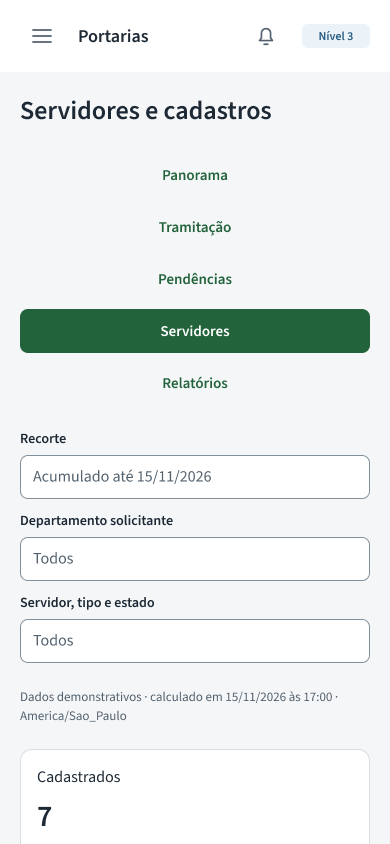 Portarias
Nível 3
Servidores e cadastros
Panorama
Tramitação
Pendências
Servidores
Relatórios
Recorte
Acumulado até 15/11/2026
Departamento solicitante
Todos
Servidor, tipo e estado
Todos
Dados demonstrativos · calculado em 15/11/2026 às 17:00 ·
America/Sao_Paulo
Cadastrados
7